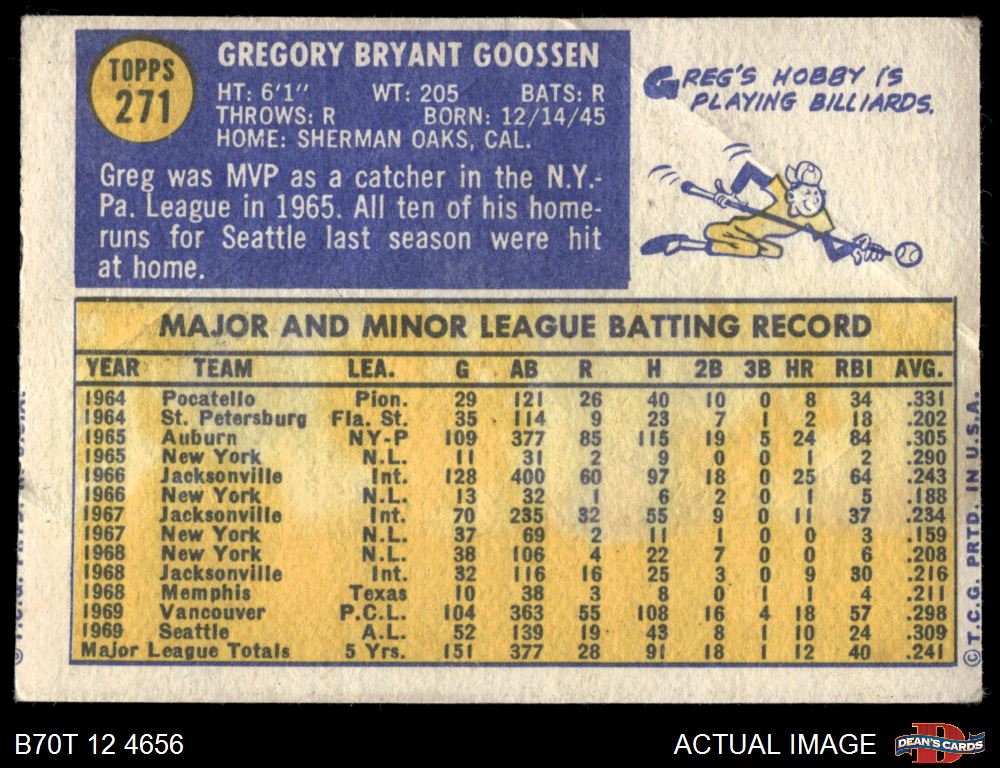 TOPPS
271
GREGORY BRYANT GOOSSEN
HT: 6'1" WT: 205 BATS: R
THROWS: R BORN: 12/14/45
HOME: SHERMAN OAKS, CAL.
Greg was MVP as a catcher in the N.Y.-
Pa. League in 1965. All ten of his home-
runs for Seattle last season were hit
at home.
GREG'S HOBBY IS
PLAYING BILLIARDS.
MAJOR AND MINOR LEAGUE BATTING RECORD
YEAR TEAM LEA. G AB R H 2B 3B HR RBI AVG.
1964 Pocatello Pion. 29 121 26 40 10 0 8 34 .331
1964 St. Petersburg Fla. St. 35 114 9 23 7 1 2 18 .202
1965 Auburn NY-P 109 377 85 115 19 5 24 84 .305
1965 New York N.L. 11 31 2 9 0 0 1 2 .290
1966 Jacksonville Int. 128 400 60 97 18 0 25 64 .243
1966 New York N.L. 13 32 1 6 2 0 1 5 .188
1967 Jacksonville Int. 70 235 32 55 9 0 11 37 .234
1967 New York N.L. 37 69 2 11 1 0 0 3 .159
1968 New York N.L. 38 106 4 22 7 0 0 6 .208
1968 Jacksonville Int. 32 116 16 25 3 0 9 30 .216
1968 Memphis Texas 10 38 3 8 0 1 1 4 .211
1969 Vancouver P.C.L. 104 363 55 108 16 4 18 57 .298
1969 Seattle A.L. 52 139 19 43 8 1 10 24 .309
Major League Totals 5 Yrs. 151 377 28 91 18 1 12 40 .241
© T.C.G. PRTD. IN U.S.A.
B70T 12 4656
ACTUAL IMAGE
DEAN'S CARDS